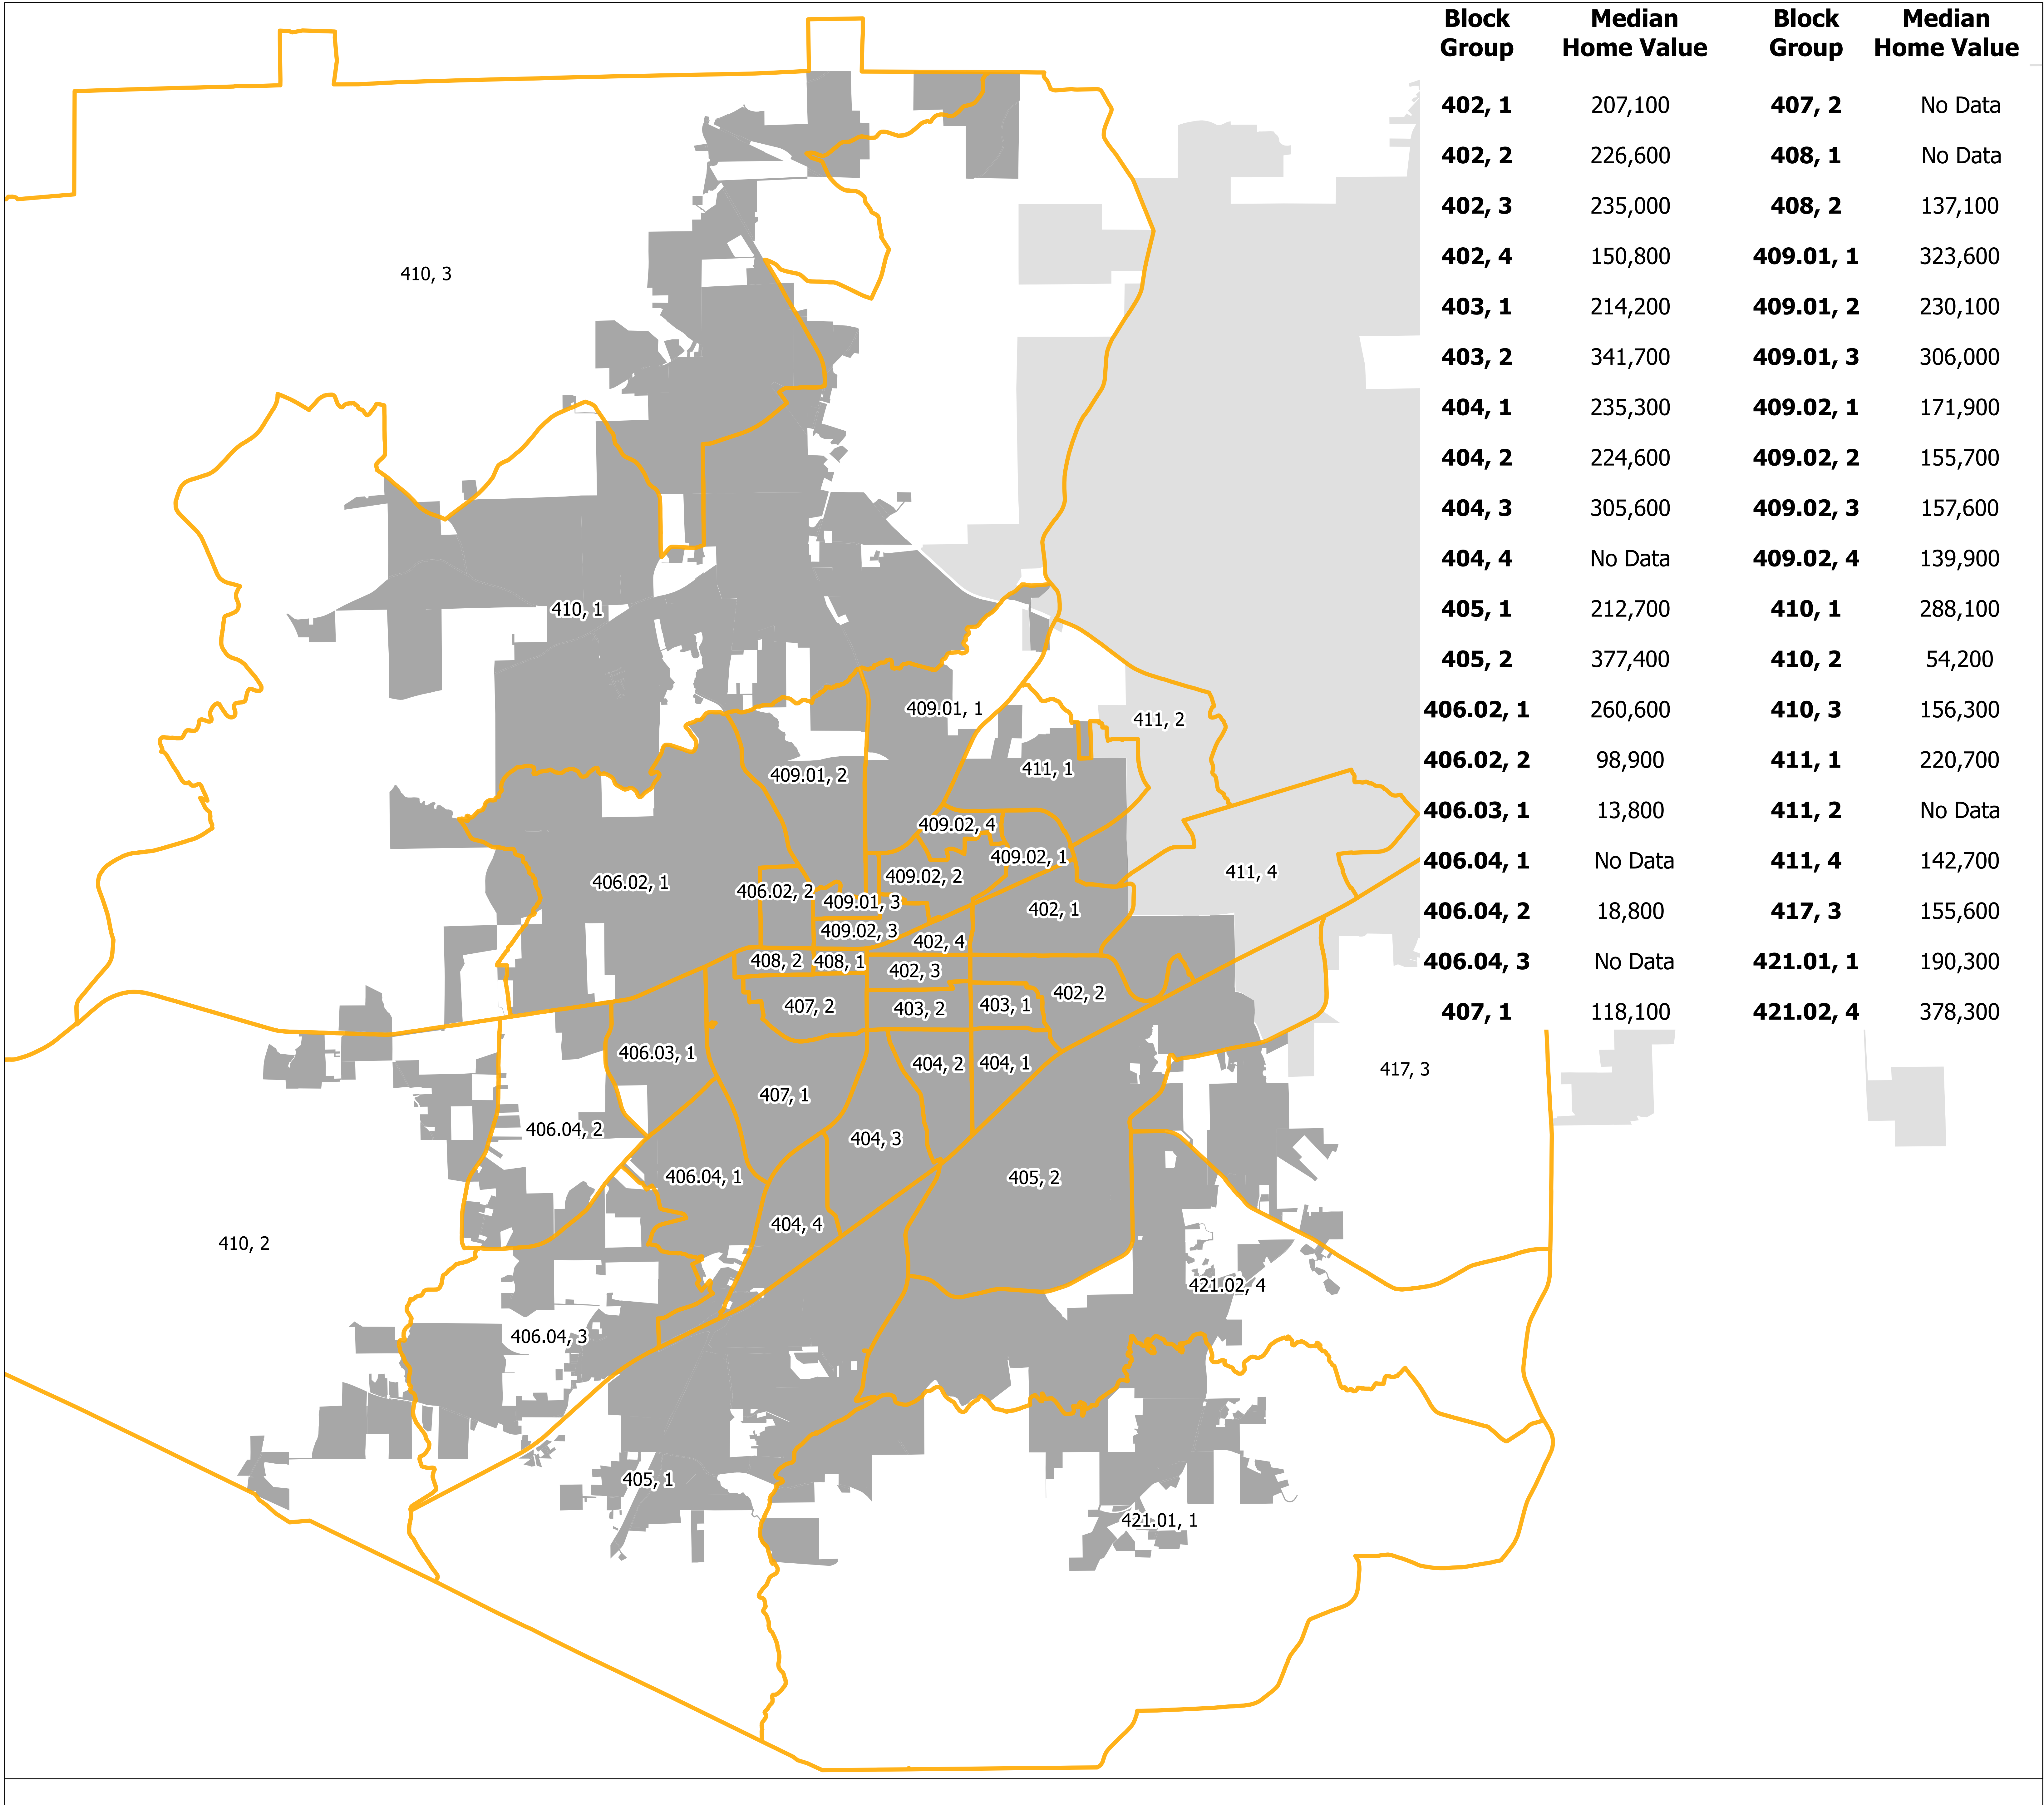 Block Median Block Median
Group Home Value Group Home Value
402, 1 207,100 407, 2 No Data
402, 2 226,600 408, 1 No Data
402, 3 235,000 408, 2 137,100
402, 4 150,800 409.01, 1 323,600
403, 1 214,200 409.01, 2 230,100
403, 2 341,700 409.01, 3 306,000
404, 1 235,300 409.02, 1 171,900
404, 2 224,600 409.02, 2 155,700
404, 3 305,600 409.02, 3 157,600
404, 4 No Data 409.02, 4 139,900
405, 1 212,700 410, 1 288,100
405, 2 377,400 410, 2 54,200
406.02, 1 260,600 410, 3 156,300
406.02, 2 98,900 411, 1 220,700
406.03, 1 13,800 411, 2 No Data
406.04, 1 No Data 411, 4 142,700
406.04, 2 18,800 417, 3 155,600
406.04, 3 No Data 421.01, 1 190,300
407, 1 118,100 421.02, 4 378,300
410, 3
410, 1
409.01, 1
411, 2
409.01, 2
411, 1
409.02, 4
409.02, 1
411, 4
409.02, 2
406.02, 1
406.02, 2
409.01, 3
402, 1
409.02, 3
402, 4
408, 2
408, 1
402, 3
402, 2
407, 2
403, 2
403, 1
406.03, 1
404, 2
404, 1
417, 3
407, 1
406.04, 2
404, 3
406.04, 1
405, 2
404, 4
410, 2
421.02, 4
406.04, 3
405, 1
421.01, 1